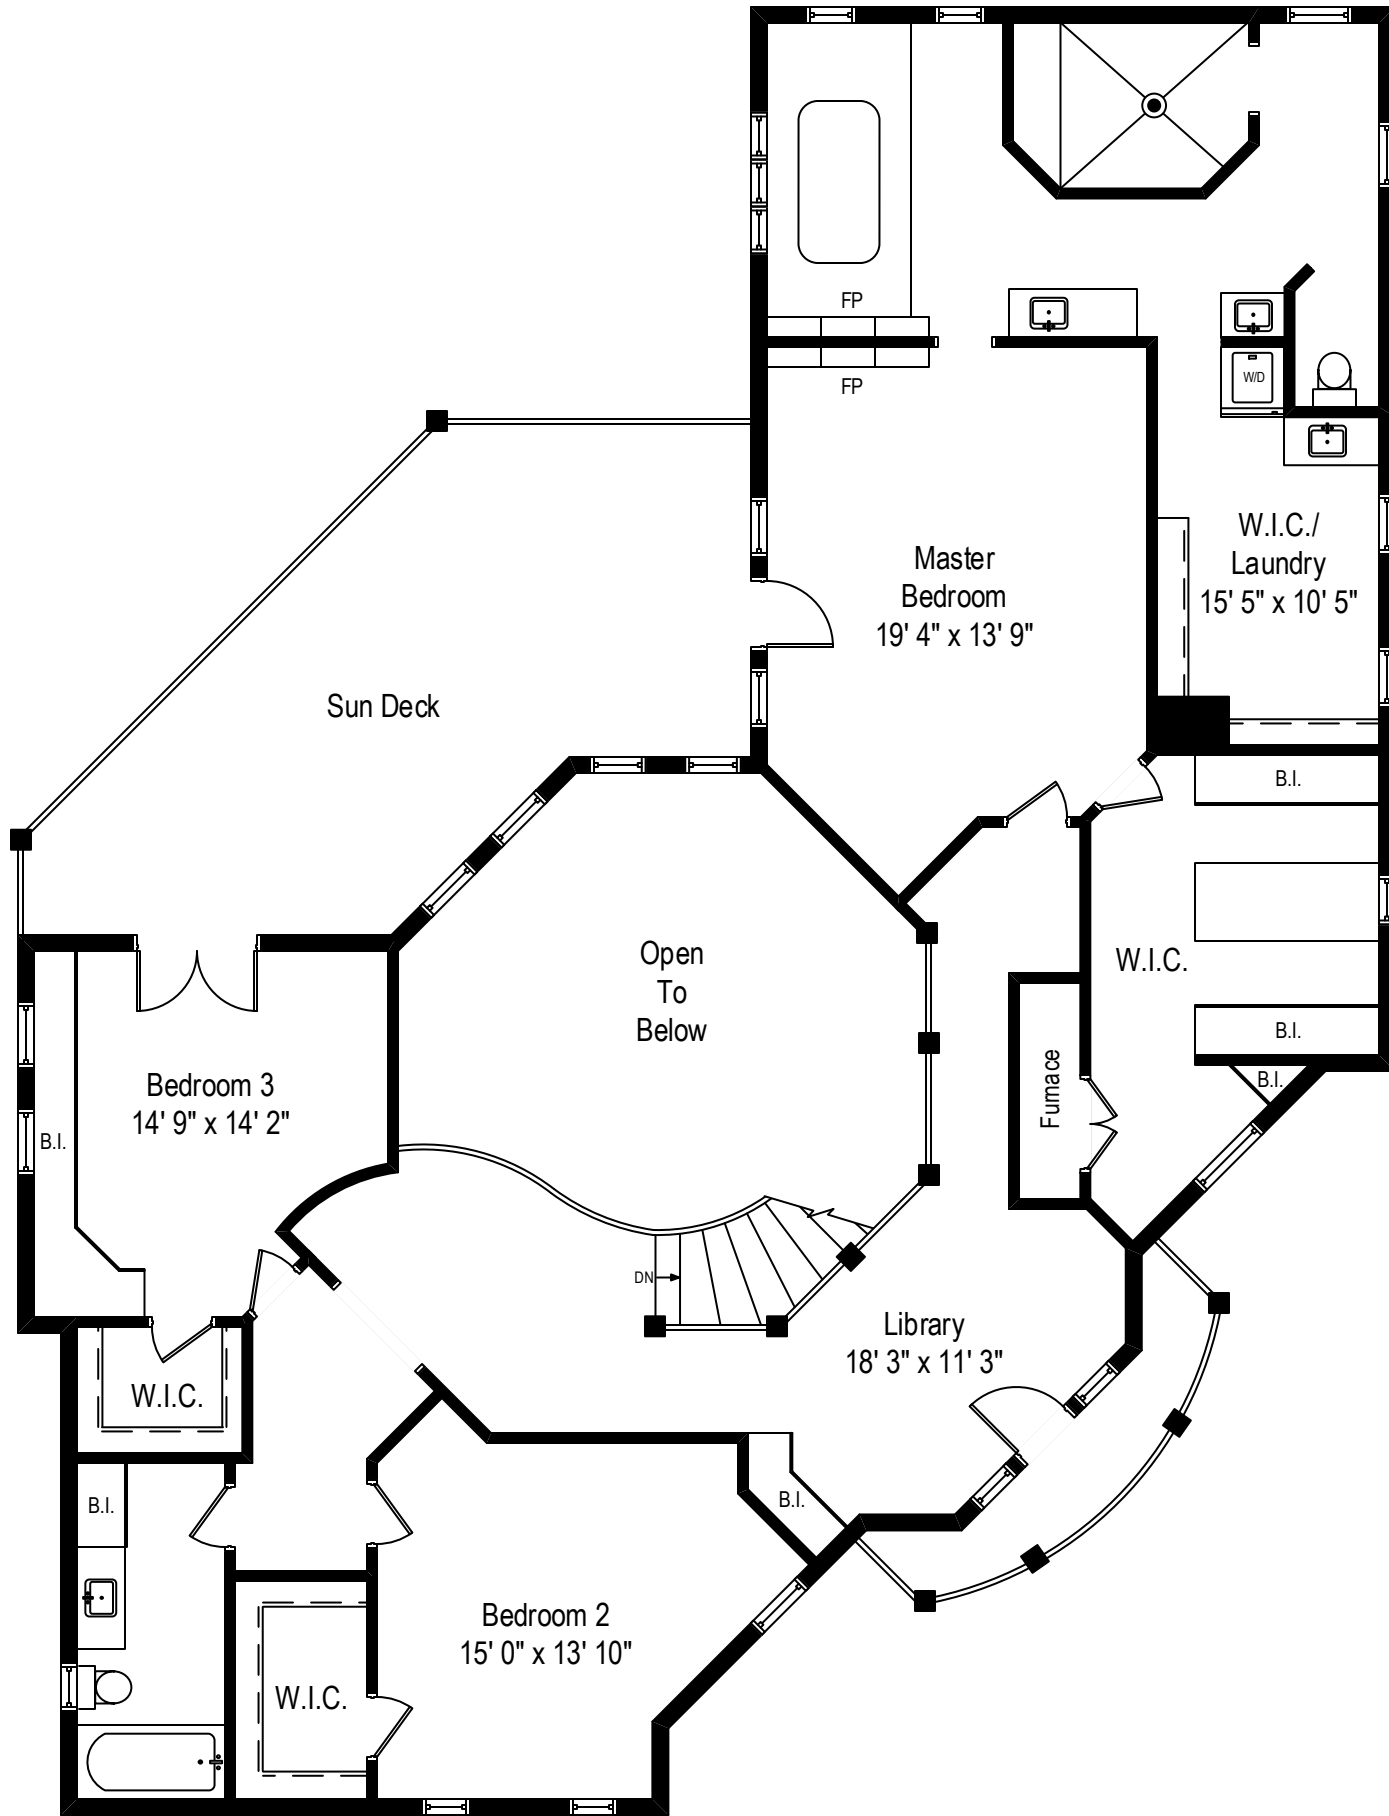 FP
FP
W/D
W.I.C./
Laundry
15' 5" x 10' 5"
Master
Bedroom
19' 4" x 13' 9"
Sun Deck
B.I.
Open
To
Below
W.I.C.
B.I.
B.I.
Furnace
Bedroom 3
14' 9" x 14' 2"
B.I.
DN
Library
18' 3" x 11' 3"
W.I.C.
B.I.
B.I.
Bedroom 2
15' 0" x 13' 10"
W.I.C.